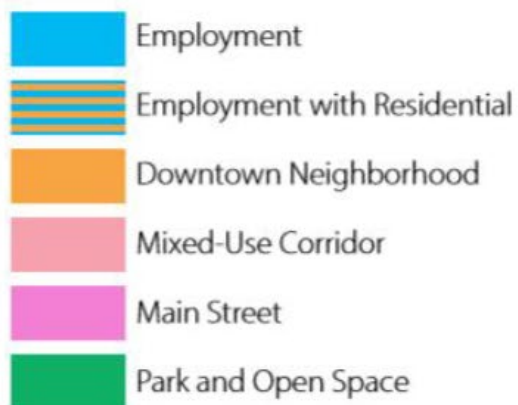 Employment
Employment with Residential
Downtown Neighborhood
Mixed-Use Corridor
Main Street
Park and Open Space